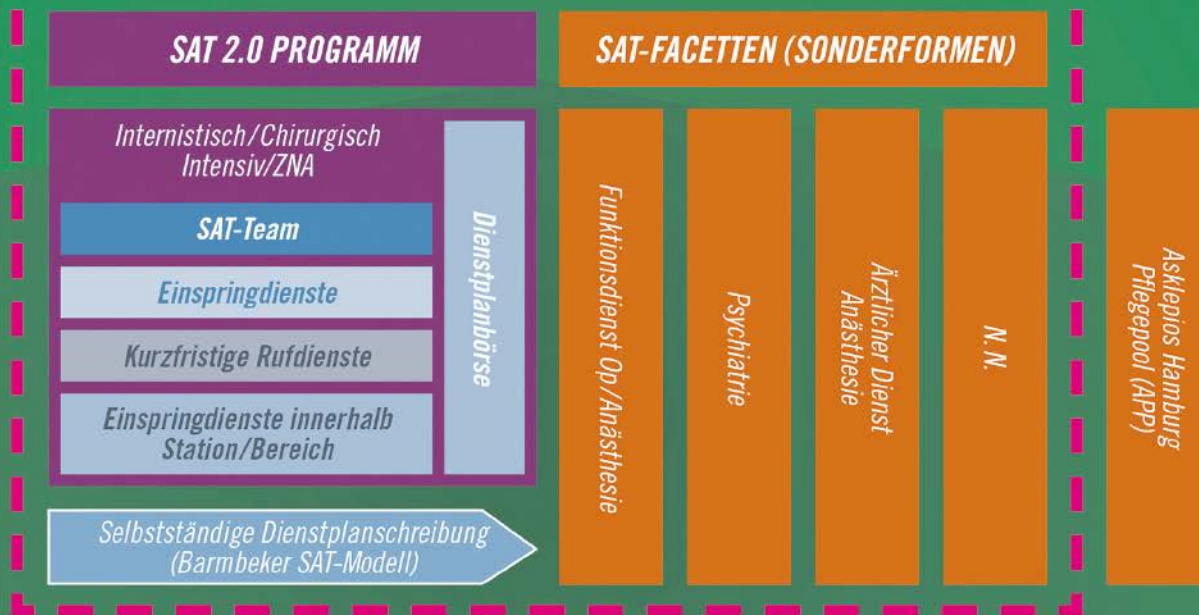 SAT 2.0 PROGRAMM
Internistisch/Chirurgisch
Intensiv/ZNA
SAT-Team
Einspringdienste
Kurzfristige Rufdienste
Einspringdienste innerhalb
Station/Bereich
Dienstplanbörse
Selbstständige Dienstplanschreibung
(Barmbeker SAT-Modell)
SAT-FACETTEN (SONDERFORMEN)
Funktionsdienst Op/Anästhesie
Psychiatrie
Ärztlicher Dienst
Anästhesie
N. N.
Asklepios Hamburg
Pflegepool (APP)